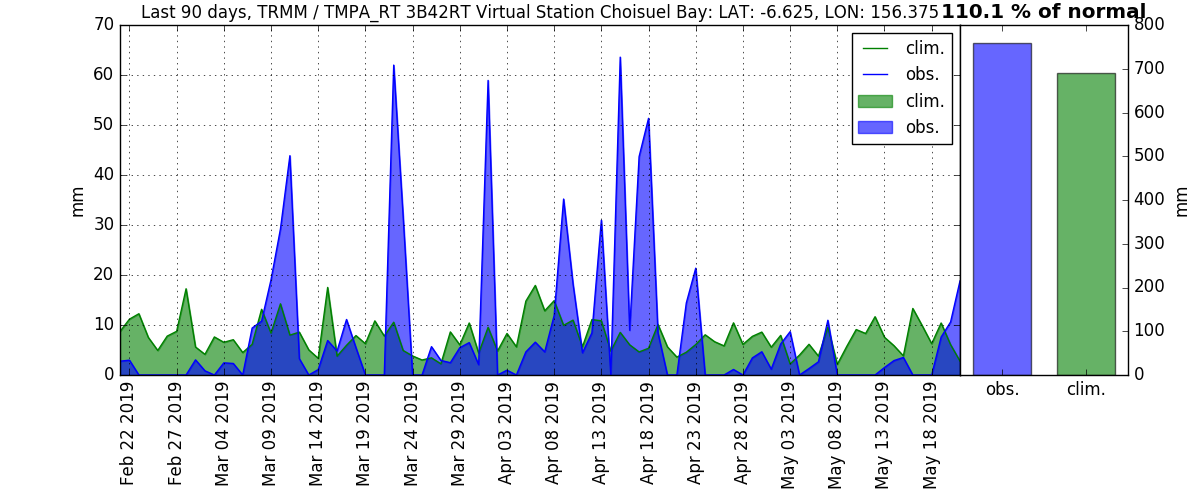 Last 90 days, TRMM / TMPA_RT 3B42RT Virtual Station Choisuel Bay: LAT: -6.625, LON: 156.375
110.1 % of normal
mm
70
60
50
40
30
20
10
0
clim.
obs.
clim.
obs.
Feb 22 2019
Feb 27 2019
Mar 04 2019
Mar 09 2019
Mar 14 2019
Mar 19 2019
Mar 24 2019
Mar 29 2019
Apr 03 2019
Apr 08 2019
Apr 13 2019
Apr 18 2019
Apr 23 2019
Apr 28 2019
May 03 2019
May 08 2019
May 13 2019
May 18 2019
800
700
600
500
400
300
200
100
0
mm
obs.
clim.